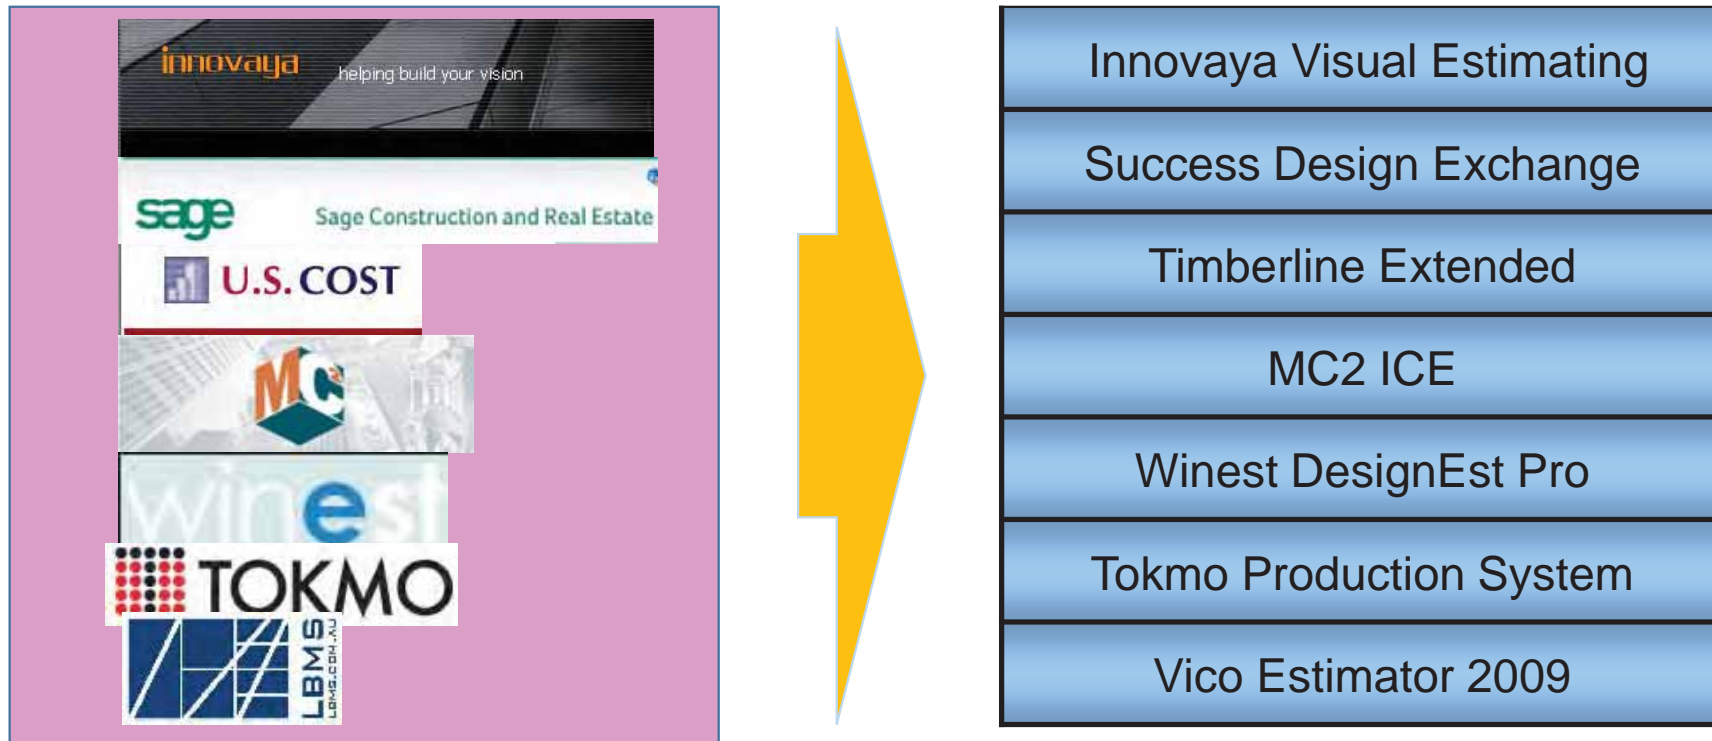 innovaya
helping build your vision
sage
Sage Construction and Real Estate
U.S. COST
MC2
winest
TOKMO
LBMS
LBMS.COM.AU
Innovaya Visual Estimating
Success Design Exchange
Timberline Extended
MC2 ICE
Winest DesignEst Pro
Tokmo Production System
Vico Estimator 2009